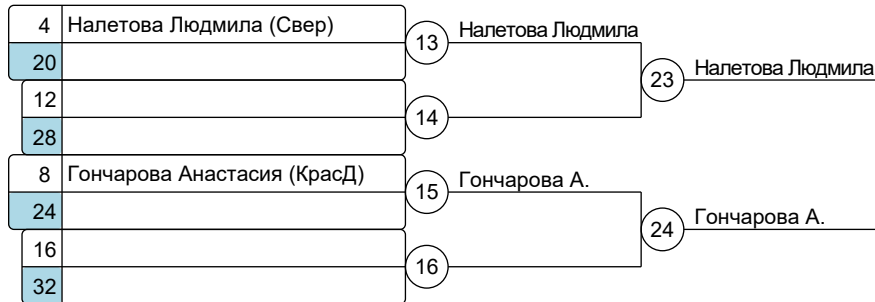 4 Налетова Людмила (Свер)
20
13 Налетова Людмила
12
28
14
23 Налетова Людмила
8 Гончарова Анастасия (КрасД)
24
15 Гончарова А.
16
32
16
24 Гончарова А.